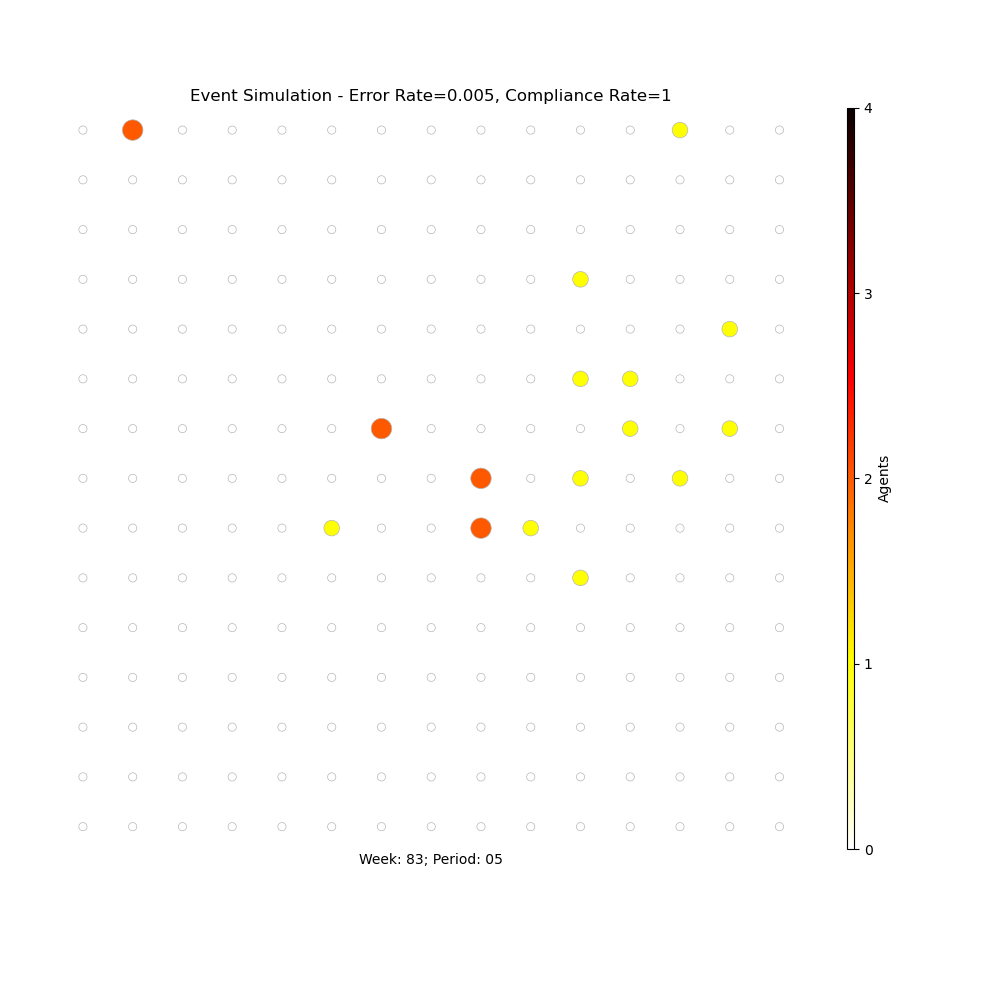 Event Simulation - Error Rate=0.005, Compliance Rate=1
4
3
2
1
0
Agents
Week: 83; Period: 05